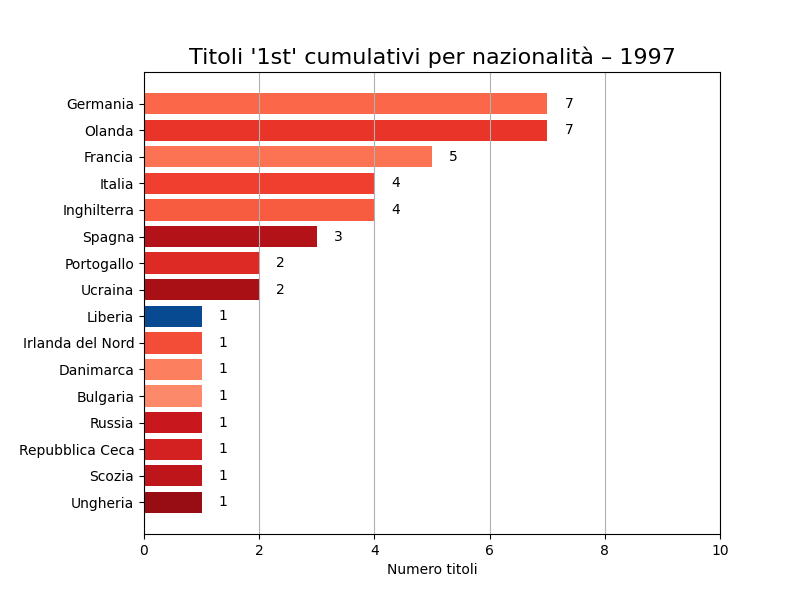 Titoli '1st' cumulativi per nazionalità – 1997
Germania 7
Olanda 7
Francia 5
Italia 4
Inghilterra 4
Spagna 3
Portogallo 2
Ucraina 2
Liberia 1
Irlanda del Nord 1
Danimarca 1
Bulgaria 1
Russia 1
Repubblica Ceca 1
Scozia 1
Ungheria 1
0 2 4 6 8 10
Numero titoli